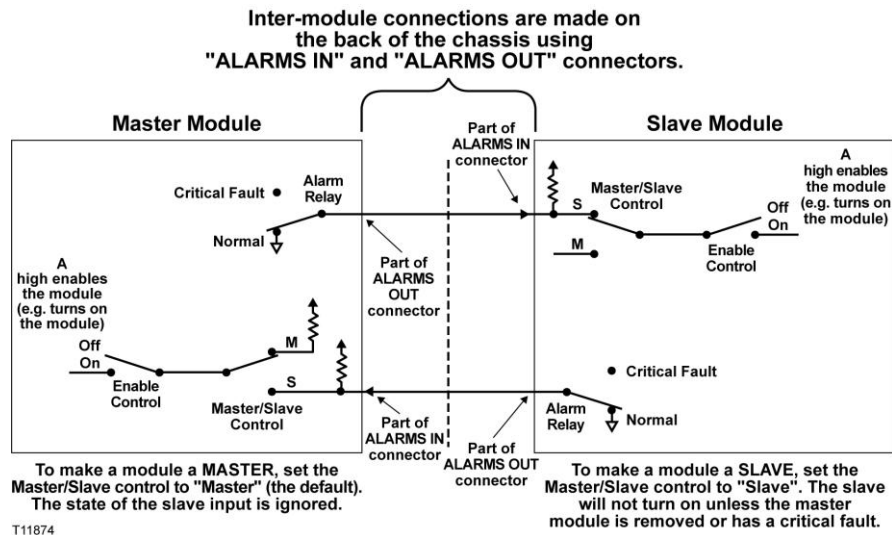 Inter-module connections are made on
the back of the chassis using
"ALARMS IN" and "ALARMS OUT" connectors.
Master Module
Critical Fault
Alarm
Relay
Normal
A
high enables
the module
(e.g. turns on
the module)
Off
On
Enable
Control
M
S
Master/Slave
Control
Part of
ALARMS
OUT
connector
Part of
ALARMS IN
connector
Part of
ALARMS IN
connector
Part of
ALARMS OUT
connector
Slave Module
S
Master/Slave
Control
M
A
high enables
the module
(e.g. turns on
the module)
Off
On
Enable
Control
Critical Fault
Alarm
Relay
Normal
To make a module a MASTER, set the
Master/Slave control to "Master" (the default).
The state of the slave input is ignored.
To make a module a SLAVE, set the
Master/Slave control to "Slave". The slave
will not turn on unless the master
module is removed or has a critical fault.
T11874